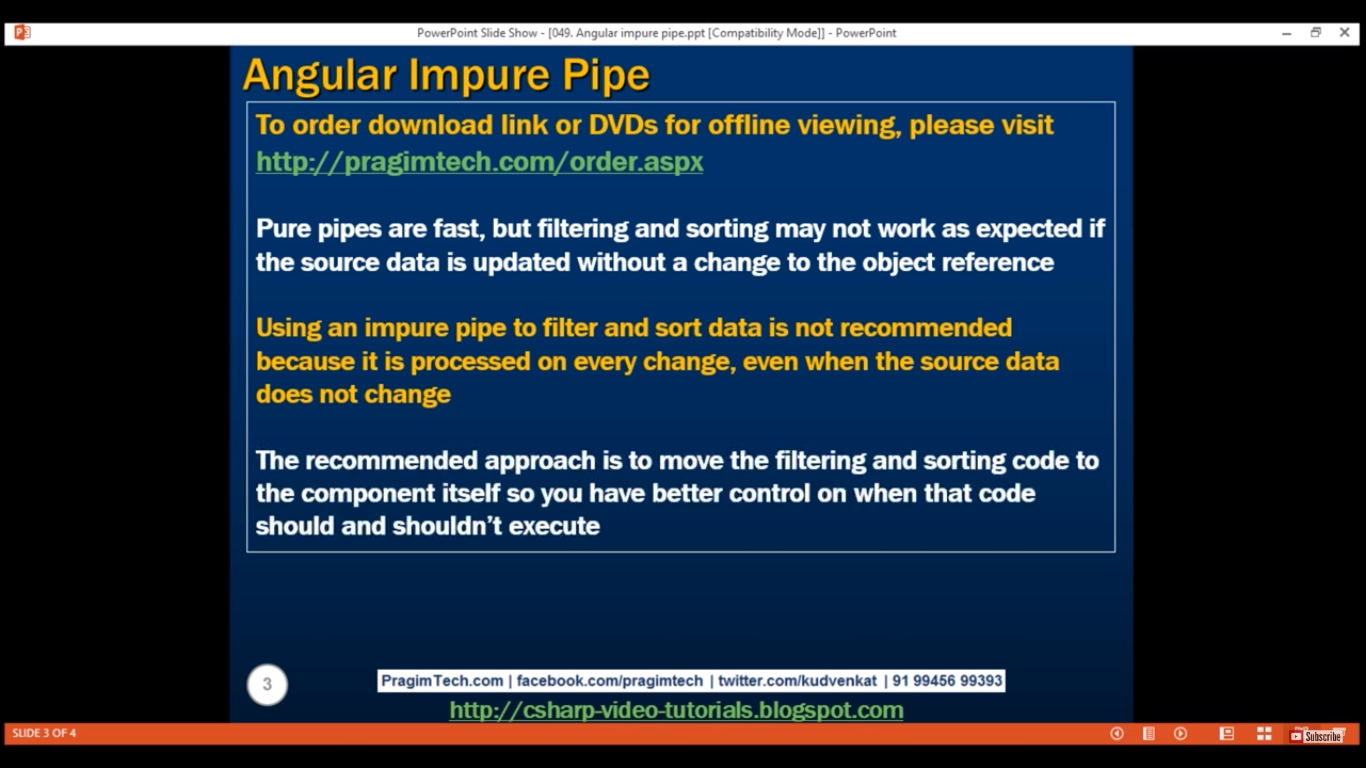 PowerPoint Slide Show - [049. Angular impure pipe.ppt [Compatibility Mode]] - PowerPoint
Angular Impure Pipe
To order download link or DVDs for offline viewing, please visit
http://pragimtech.com/order.aspx
Pure pipes are fast, but filtering and sorting may not work as expected if
the source data is updated without a change to the object reference
Using an impure pipe to filter and sort data is not recommended
because it is processed on every change, even when the source data
does not change
The recommended approach is to move the filtering and sorting code to
the component itself so you have better control on when that code
should and shouldn’t execute
3
PragimTech.com | facebook.com/pragimtech | twitter.com/kudvenkat | 91 99456 99393
http://csharp-video-tutorials.blogspot.com
SLIDE 3 OF 4
Subscribe